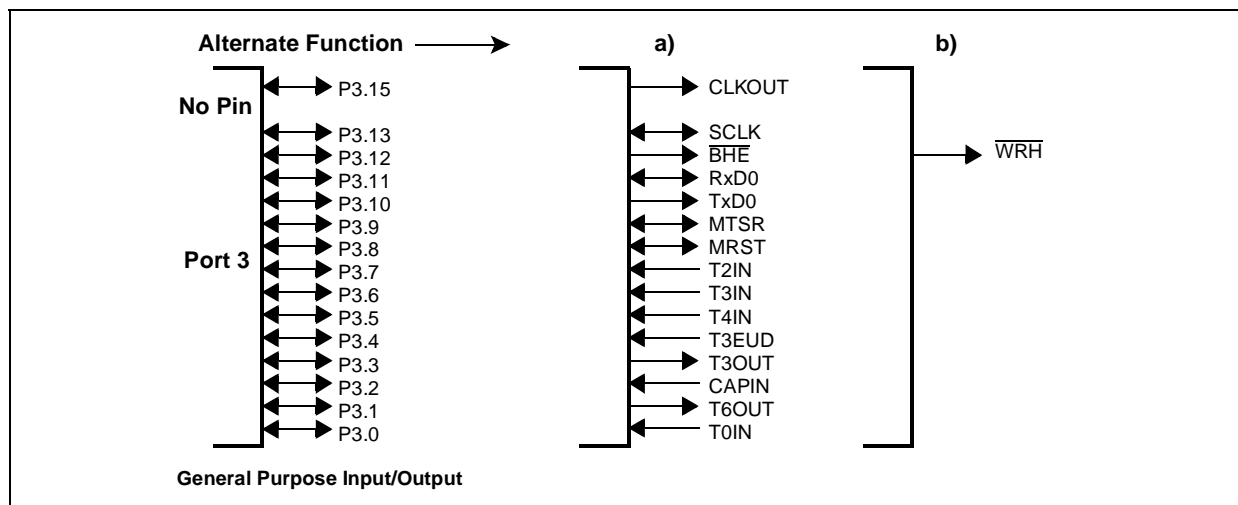 Alternate Function a) b)
No Pin
Port 3
P3.15 CLKOUT
P3.13 SCLK
P3.12 BHE WRH
P3.11 RxD0
P3.10 TxD0
P3.9 MTSR
P3.8 MRST
P3.7 T2IN
P3.6 T3IN
P3.5 T4IN
P3.4 T3EUD
P3.3 T3OUT
P3.2 CAPIN
P3.1 T6OUT
P3.0 T0IN
General Purpose Input/Output